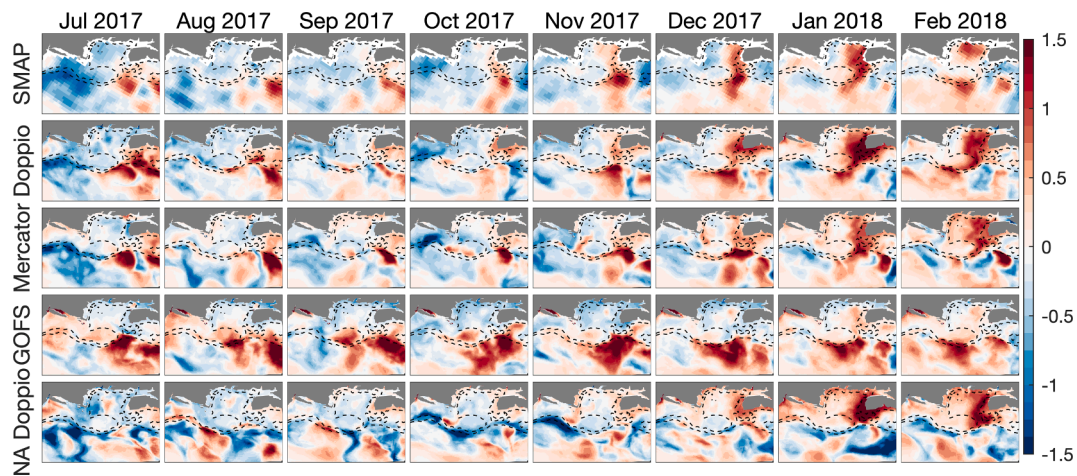 Jul 2017 Aug 2017 Sep 2017 Oct 2017 Nov 2017 Dec 2017 Jan 2018 Feb 2018
SMAP
Doppio
Mercator
GOFS
NA Doppio
1.5
1
0.5
0
-0.5
-1
-1.5